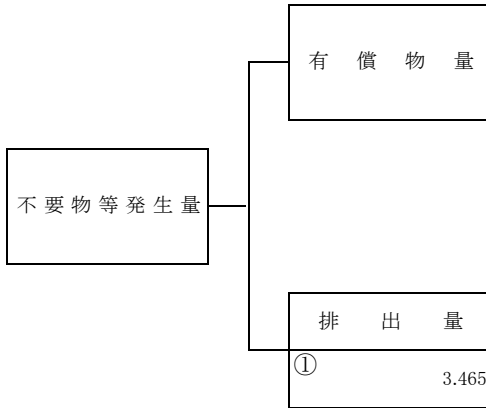 有償物量
不要物等発生量
排出量
①
3.465